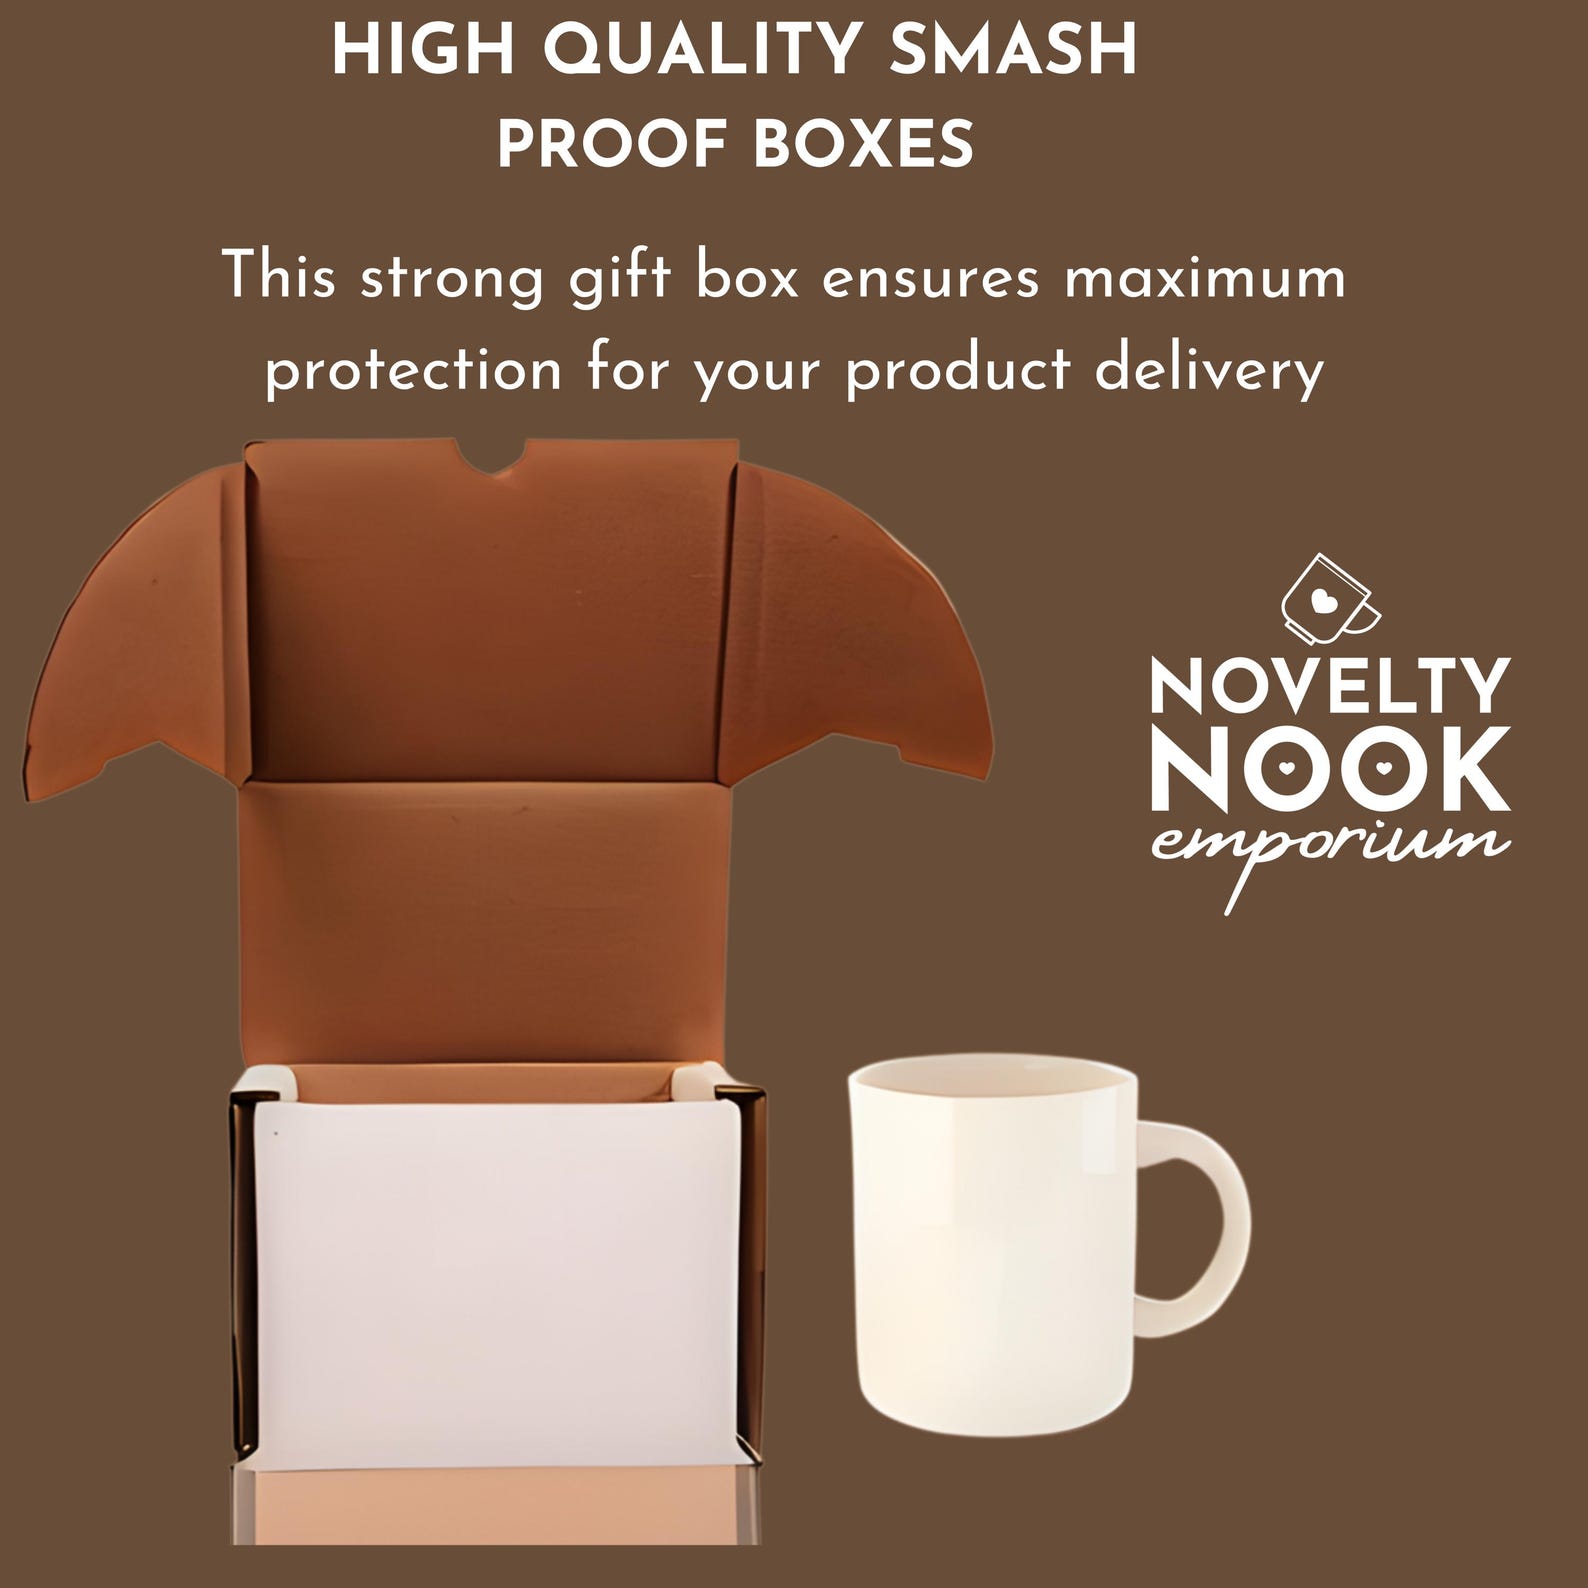 HIGH QUALITY SMASH
PROOF BOXES
This strong gift box ensures maximum
protection for your product delivery
NOVELTY
NOOK
emporium